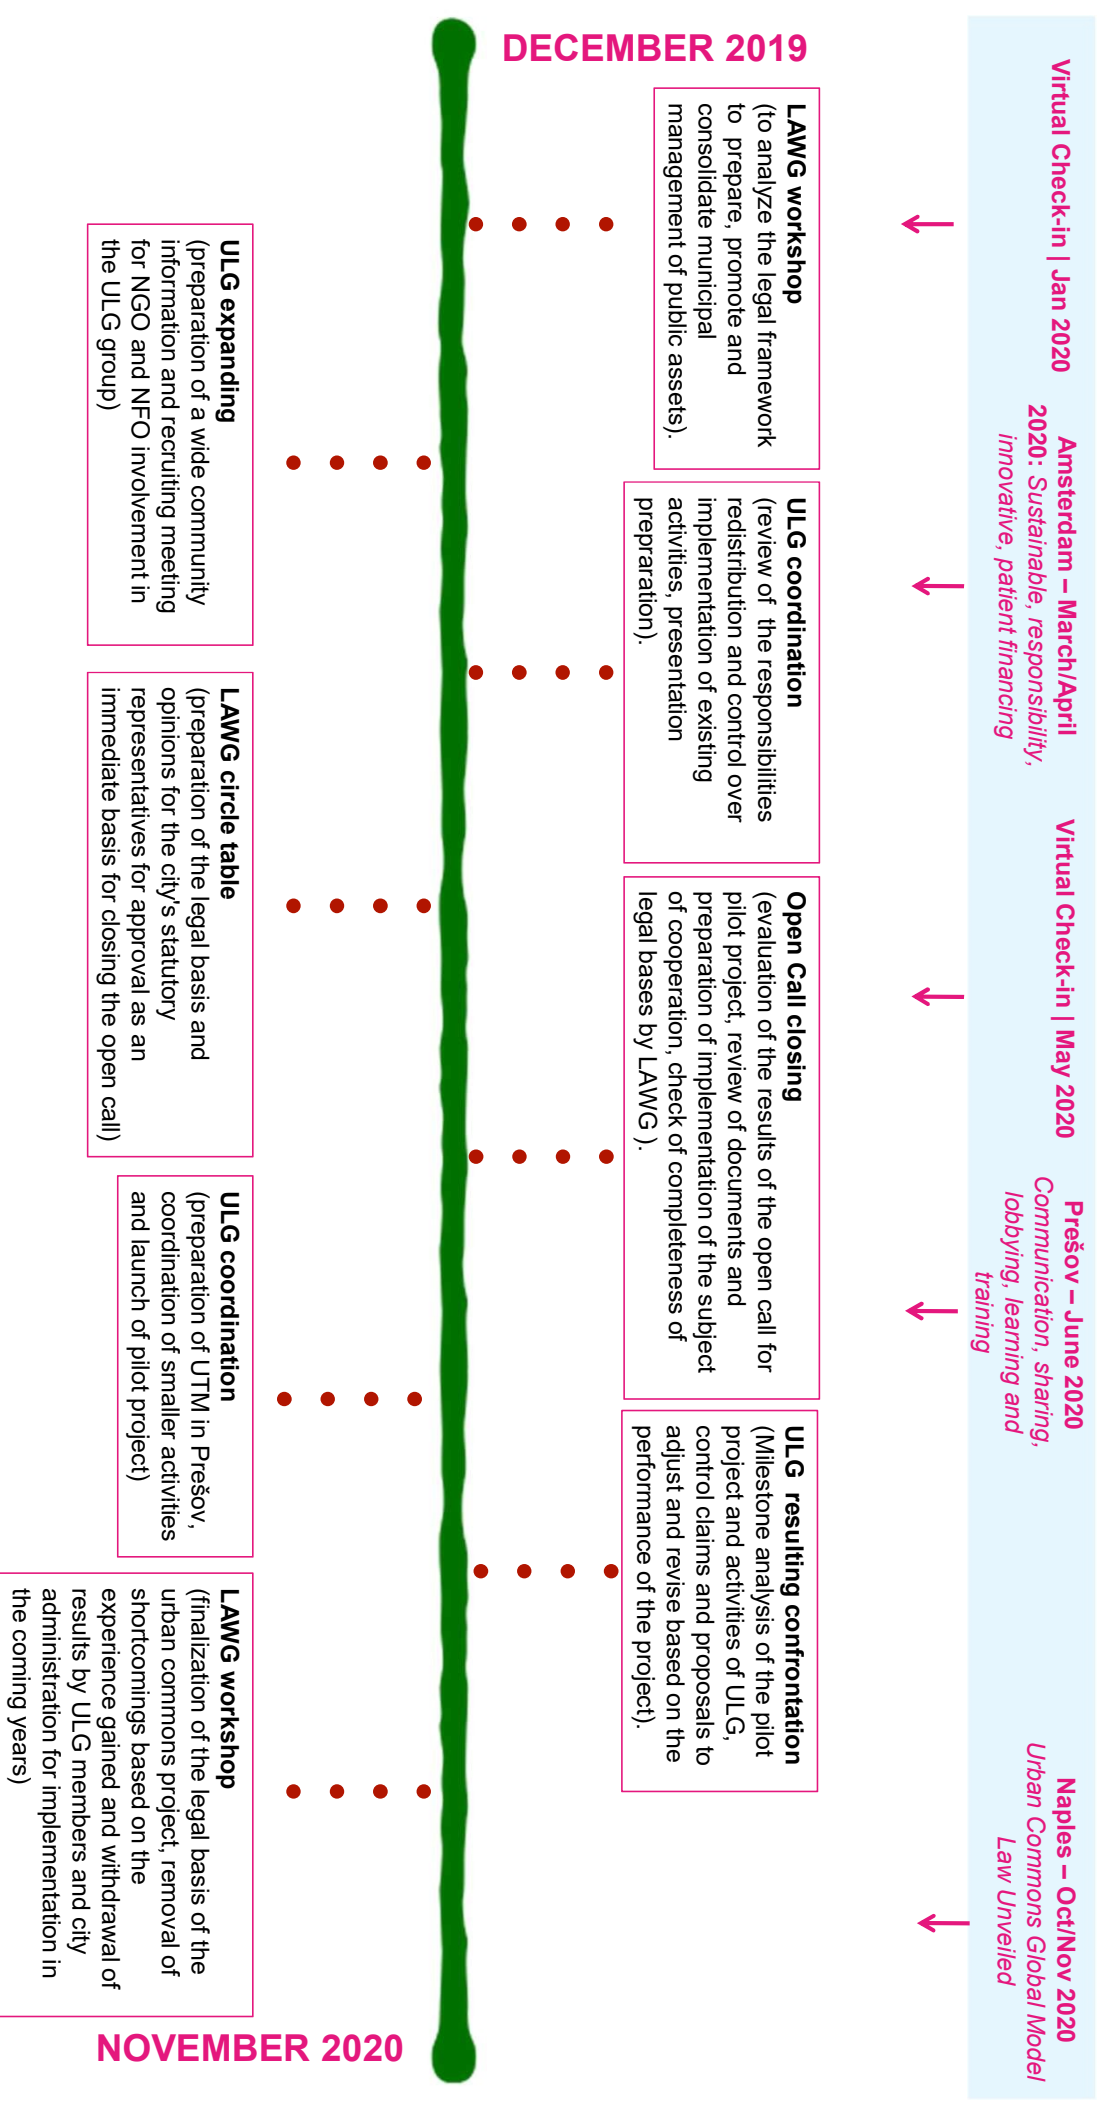 DECEMBER 2019
Virtual Check-in | Jan 2020
Amsterdam – March/April
2020: Sustainable, responsibility,
innovative, patient financing
Virtual Check-in | May 2020
Prešov – June 2020
Communication, sharing,
lobbying, learning and
training
Naples – Oct/Nov 2020
Urban Commons Global Model
Law Unveiled
LAWG workshop
(to analyze the legal framework
to prepare, promote and
consolidate municipal
management of public assets).
ULG coordination
(review of the responsibilities
redistribution and control over
implementation of existing
activities, presentation
prepraration).
Open Call closing
(evaluation of the results of the open call for
pilot project, review of documents and
preparation of implementation of the subject
of cooperation, check of completeness of
legal bases by LAWG ).
ULG resulting confrontation
(Milestone analysis of the pilot
project and activities of ULG,
control claims and proposals to
adjust and revise based on the
performance of the project).
ULG expanding
(preparation of a wide community
information and recruiting meeting
for NGO and NFO involvement in
the ULG group)
LAWG circle table
(preparation of the legal basis and
opinions for the city's statutory
representatives for approval as an
immediate basis for closing the open call)
ULG coordination
(preparation of UTM in Prešov,
coordination of smaller activities
and launch of pilot project)
LAWG workshop
(finalization of the legal basis of the
urban commons project, removal of
shortcomings based on the
experience gained and withdrawal of
results by ULG members and city
administration for implementation in
the coming years)
NOVEMBER 2020